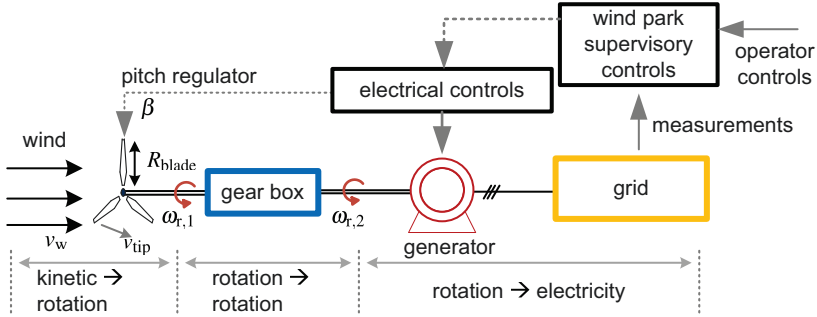 wind park
supervisory
controls
operator
controls
pitch regulator
electrical controls
β
measurements
wind
R_blade
gear box
grid
ω_r,1
ω_r,2
v_w
v_tip
generator
kinetic →
rotation
rotation →
rotation
rotation → electricity